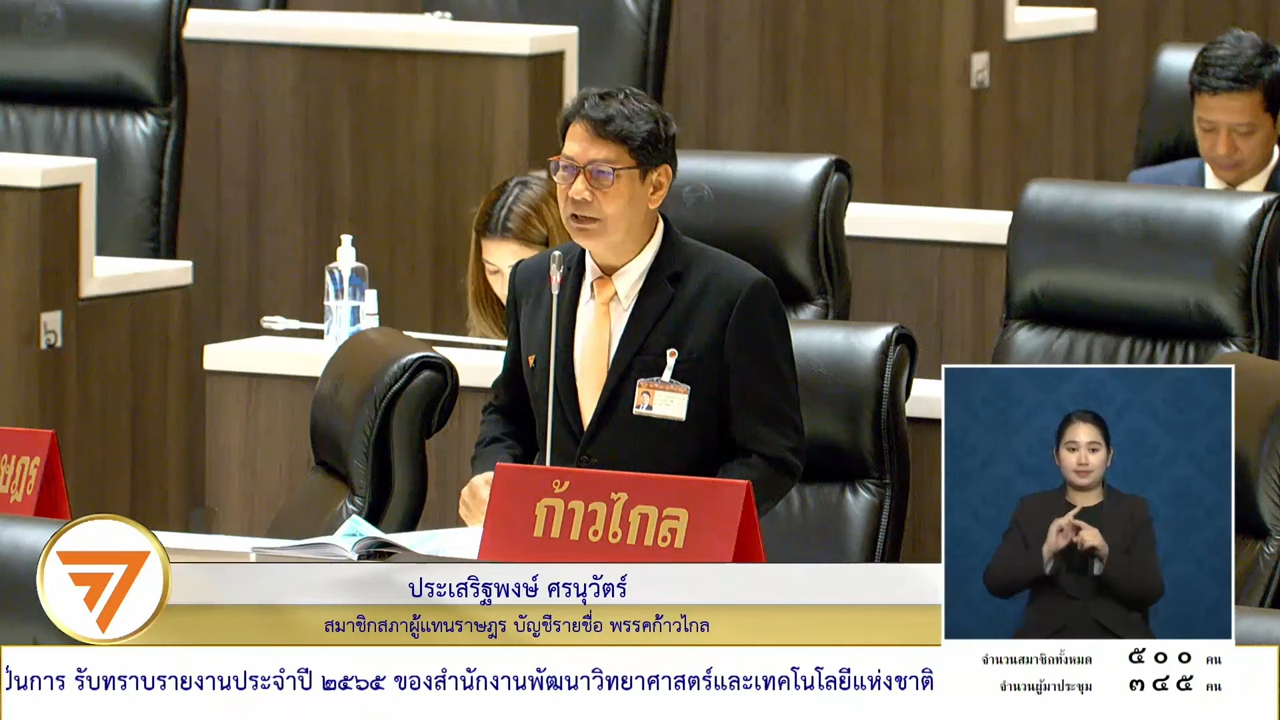 ๖
ษฎร
ก้าวไกล
ประเสริฐพงษ์ ศรนุวัตร์
สมาชิกสภาผู้แทนราษฎร บัญชีรายชื่อ พรรคก้าวไกล
ป็นการ รับทราบรายงานประจำปี ๒๕๖๕ ของสำนักงานพัฒนาวิทยาศาสตร์และเทคโนโลยีแห่งชาติ
จำนวนสมาชิกทั้งหมด ๕๐๐ คน
จำนวนผู้มาประชุม ๓๔๕ คน